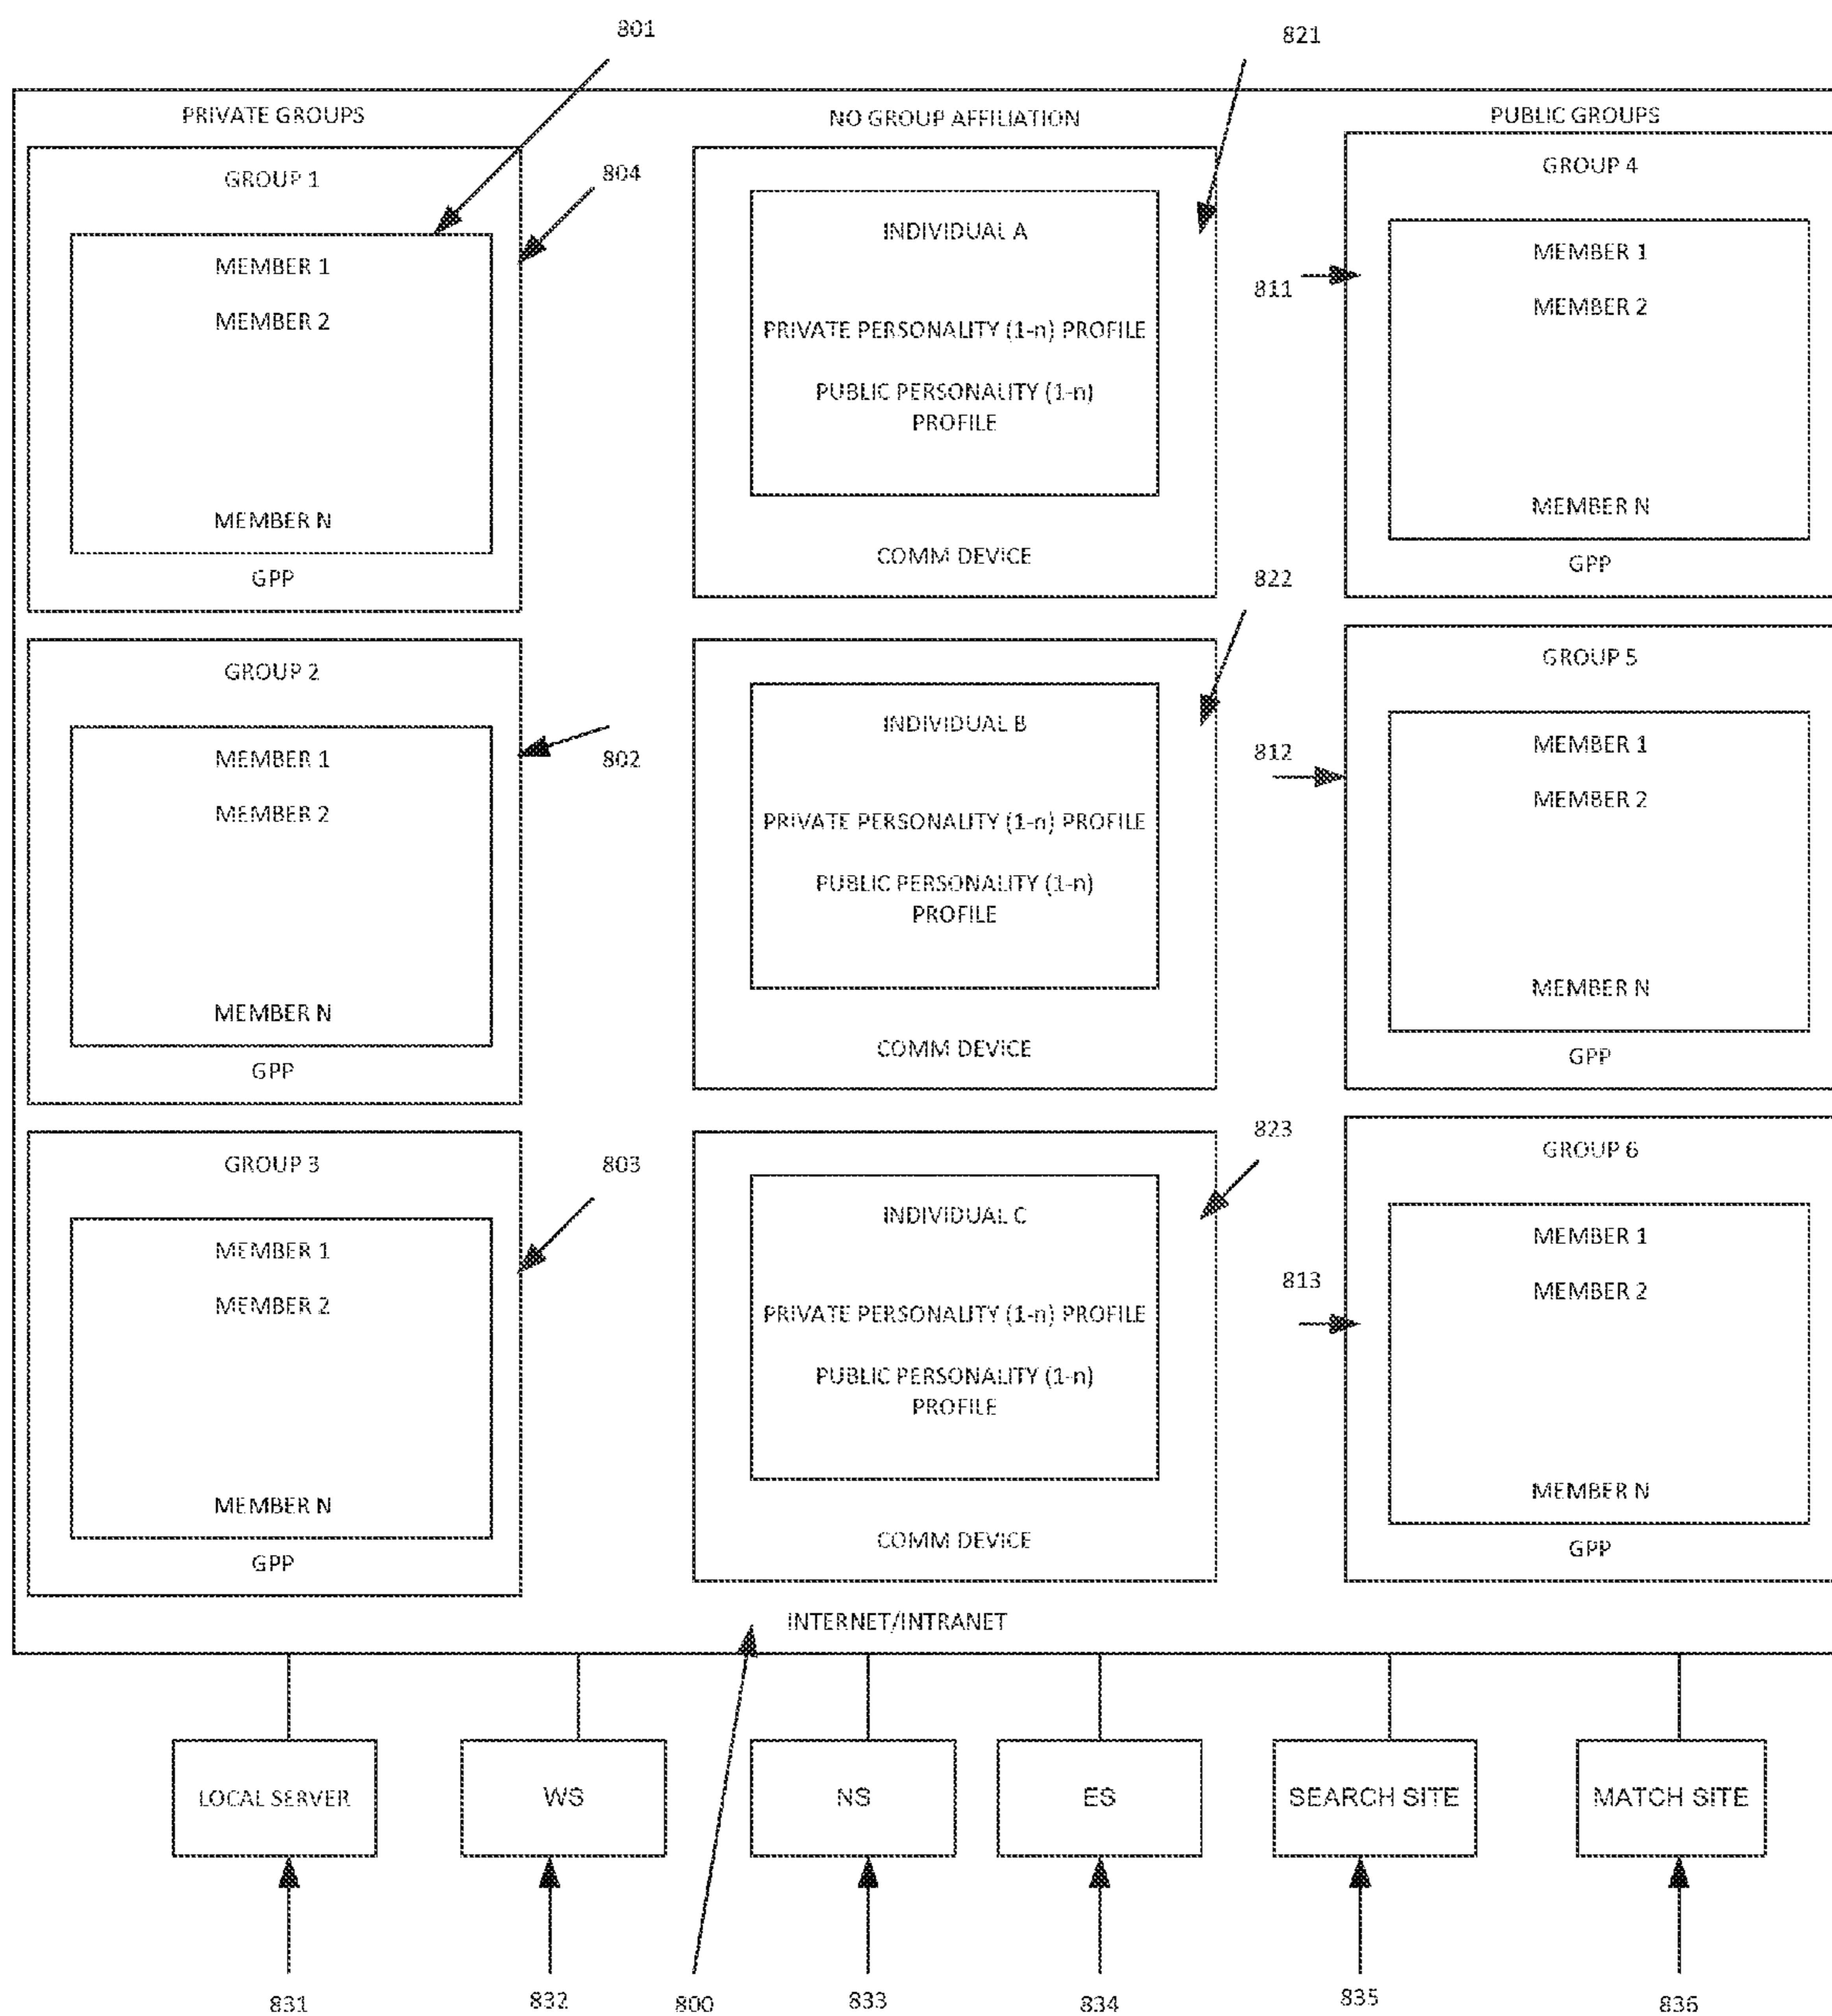 801
821
PRIVATE GROUPS
NO GROUP AFFILIATION
PUBLIC GROUPS
GROUP 1
804
MEMBER 1
MEMBER 2
MEMBER N
GPP
INDIVIDUAL A
PRIVATE PERSONALITY (1-n) PROFILE
PUBLIC PERSONALITY (1-n)
PROFILE
COMM DEVICE
GROUP 4
811
MEMBER 1
MEMBER 2
MEMBER N
GPP
822
GROUP 2
802
MEMBER 1
MEMBER 2
MEMBER N
GPP
INDIVIDUAL B
PRIVATE PERSONALITY (1-n) PROFILE
PUBLIC PERSONALITY (1-n)
PROFILE
COMM DEVICE
GROUP 5
812
MEMBER 1
MEMBER 2
MEMBER N
GPP
823
GROUP 3
803
MEMBER 1
MEMBER 2
MEMBER N
GPP
INDIVIDUAL C
PRIVATE PERSONALITY (1-n) PROFILE
PUBLIC PERSONALITY (1-n)
PROFILE
COMM DEVICE
GROUP 6
813
MEMBER 1
MEMBER 2
MEMBER N
GPP
INTERNET/INTRANET
LOCAL SERVER
WS
NS
ES
SEARCH SITE
MATCH SITE
831
832
800
833
834
835
836